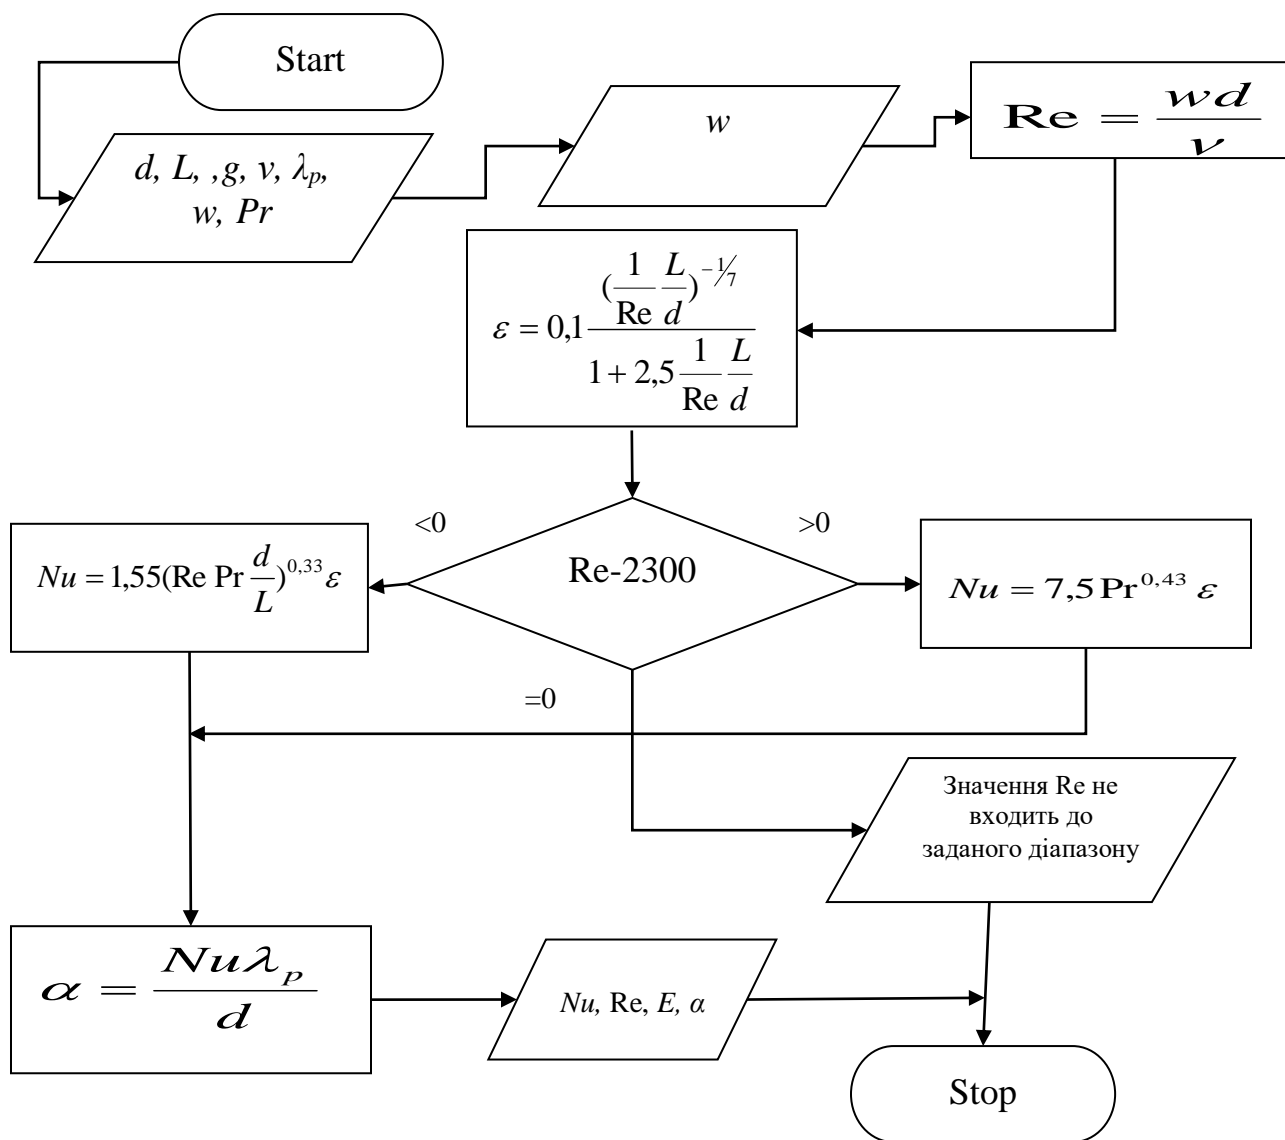 Start
d, L, ,g, ν, λₚ,
w, Pr
w
Re = wd/ν
ε = 0,1 ((1/Re) (L/d))^(-1/7) / (1 + 2,5 (1/Re) (L/d))
<0
Re-2300
>0
Nu = 1,55(Re Pr d/L)^0,33 ε
Nu = 7,5 Pr^0,43 ε
=0
Значення Re не
входить до
заданого діапазону
α = Nuλₚ/d
Nu, Re, E, α
Stop